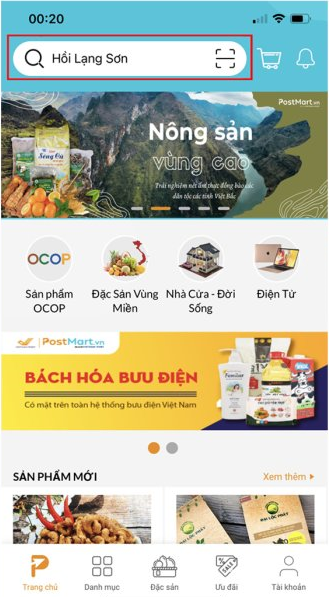 00:20
Hồi Lạng Sơn
PostMart.vn
Nông sản
vùng cao
Trải nghiệm nét ẩm thực đồng bào các
dân tộc các tỉnh Việt Bắc
OCOP
Sản phẩm
OCOP
Đặc Sản Vùng
Miền
Nhà Cửa - Đời
Sống
Điện Tử
PostMart.vn
BÁCH HÓA BƯU ĐIỆN
Có mặt trên toàn hệ thống bưu điện Việt Nam
SẢN PHẨM MỚI
Xem thêm
Trang chủ
Danh mục
Đặc sản
Ưu đãi
Tài khoản